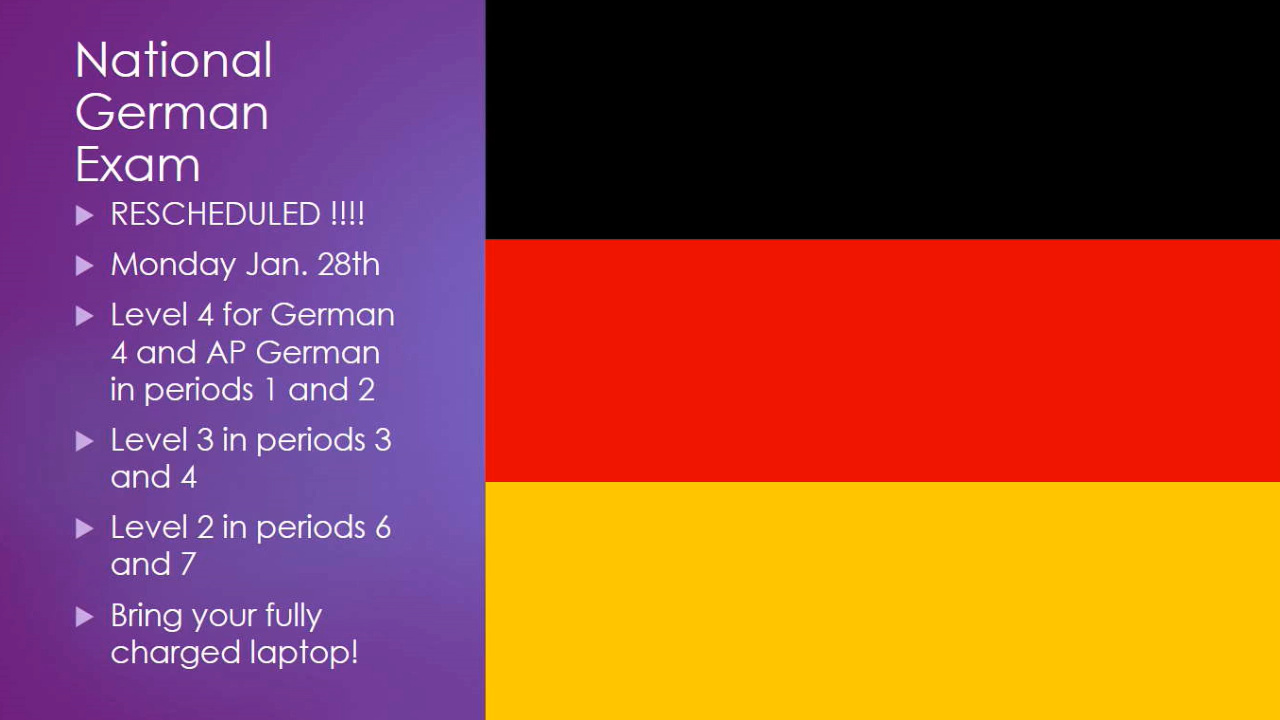 National
German
Exam
RESCHEDULED !!!!
Monday Jan. 28th
Level 4 for German
4 and AP German
in periods 1 and 2
Level 3 in periods 3
and 4
Level 2 in periods 6
and 7
Bring your fully
charged laptop!